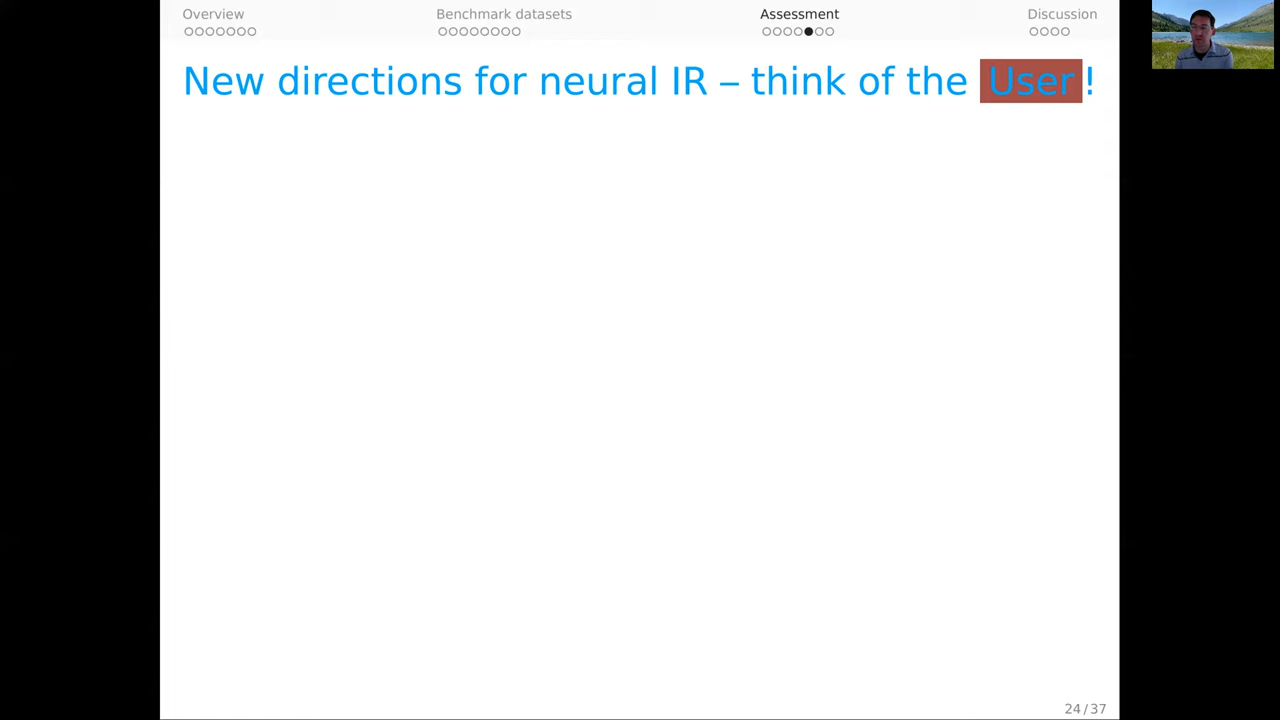 Overview
Benchmark datasets
Assessment
Discussion
New directions for neural IR – think of the User!
24/37